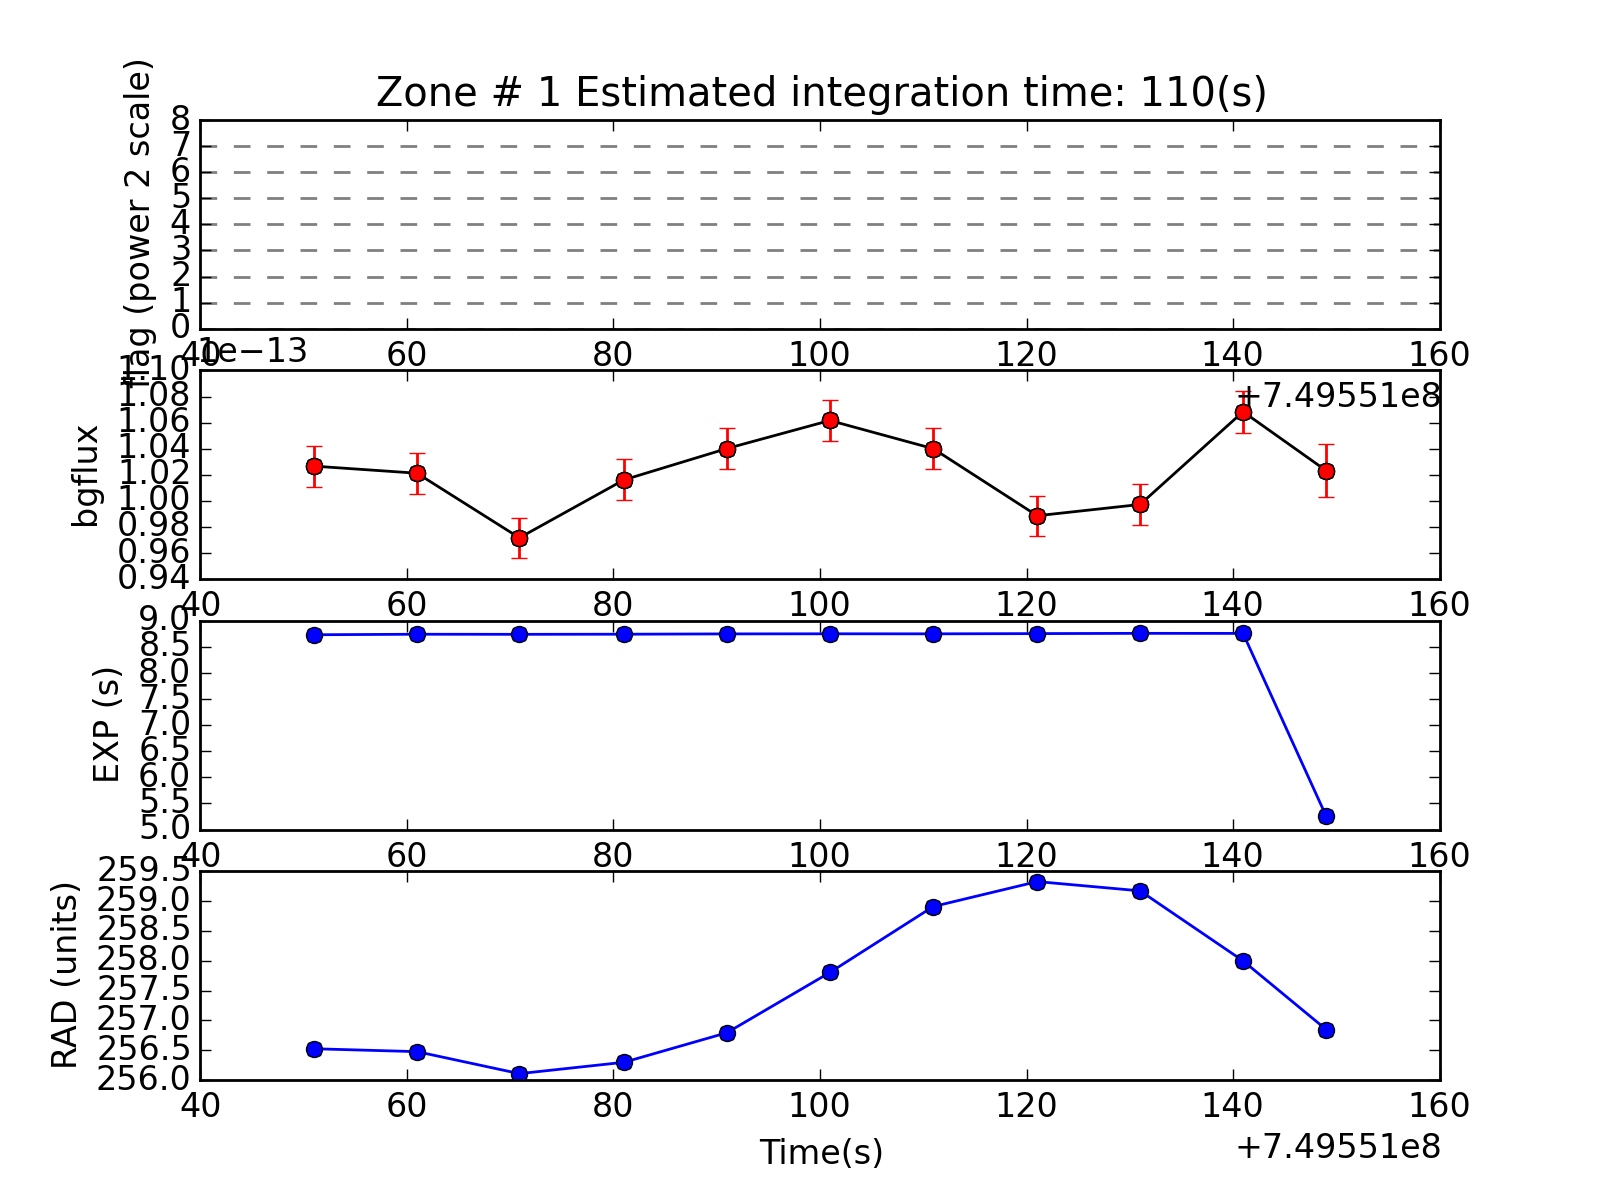 Zone # 1 Estimated integration time: 110(s)
flag (power 2 scale)
8
7
6
5
4
3
2
1
0
40 60 80 100 120 140 160
1e−13
+7.49551e8
bgflux
1.10
1.08
1.06
1.04
1.02
1.00
0.98
0.96
0.94
40 60 80 100 120 140 160
EXP (s)
9.0
8.5
8.0
7.5
7.0
6.5
6.0
5.5
5.0
40 60 80 100 120 140 160
RAD (units)
259.5
259.0
258.5
258.0
257.5
257.0
256.5
256.0
40 60 80 100 120 140 160
Time(s)
+7.49551e8